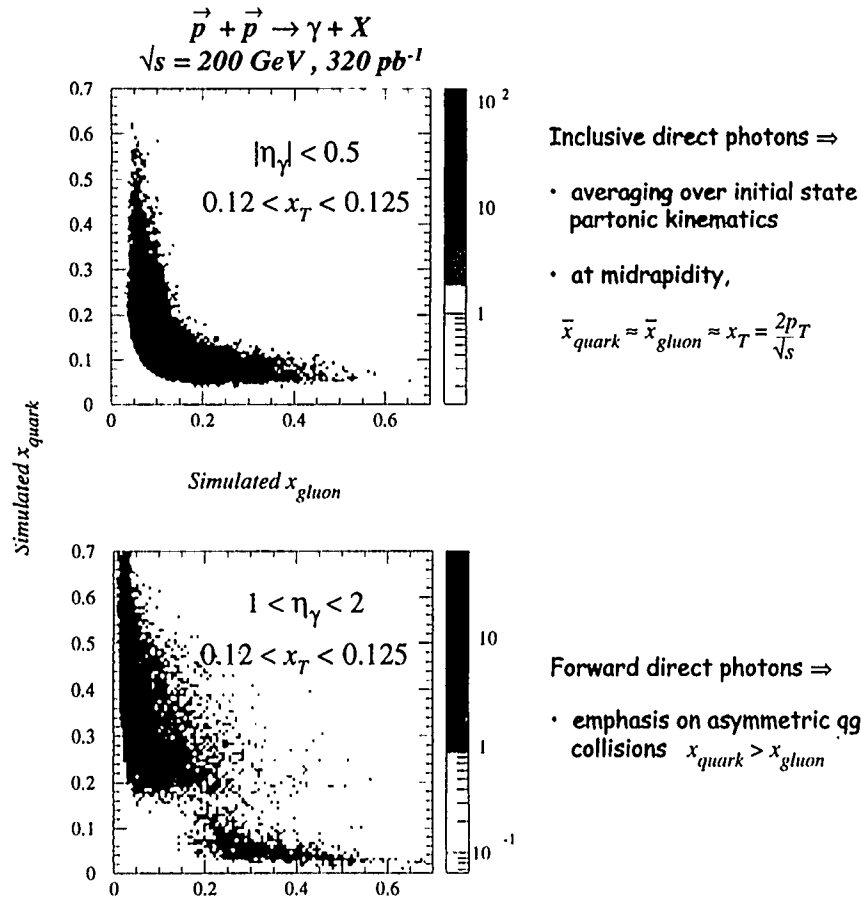 p⃗ + p⃗ → γ + X
√s = 200 GeV , 320 pb⁻¹
0.7
0.6
0.5
0.4
0.3
0.2
0.1
0
0
0.2
0.4
0.6
|ηγ| < 0.5
0.12 < x_T < 0.125
10 ²
10
1
Inclusive direct photons ⇒
• averaging over initial state
partonic kinematics
• at midrapidity,
x̄_quark ≈ x̄_gluon ≈ x_T = 2p_T/√s
Simulated x_quark
Simulated x_gluon
0.7
0.6
0.5
0.4
0.3
0.2
0.1
0
0
0.2
0.4
0.6
1 < ηγ < 2
0.12 < x_T < 0.125
10
1
10 ⁻¹
Forward direct photons ⇒
• emphasis on asymmetric qg
collisions x_quark > x_gluon